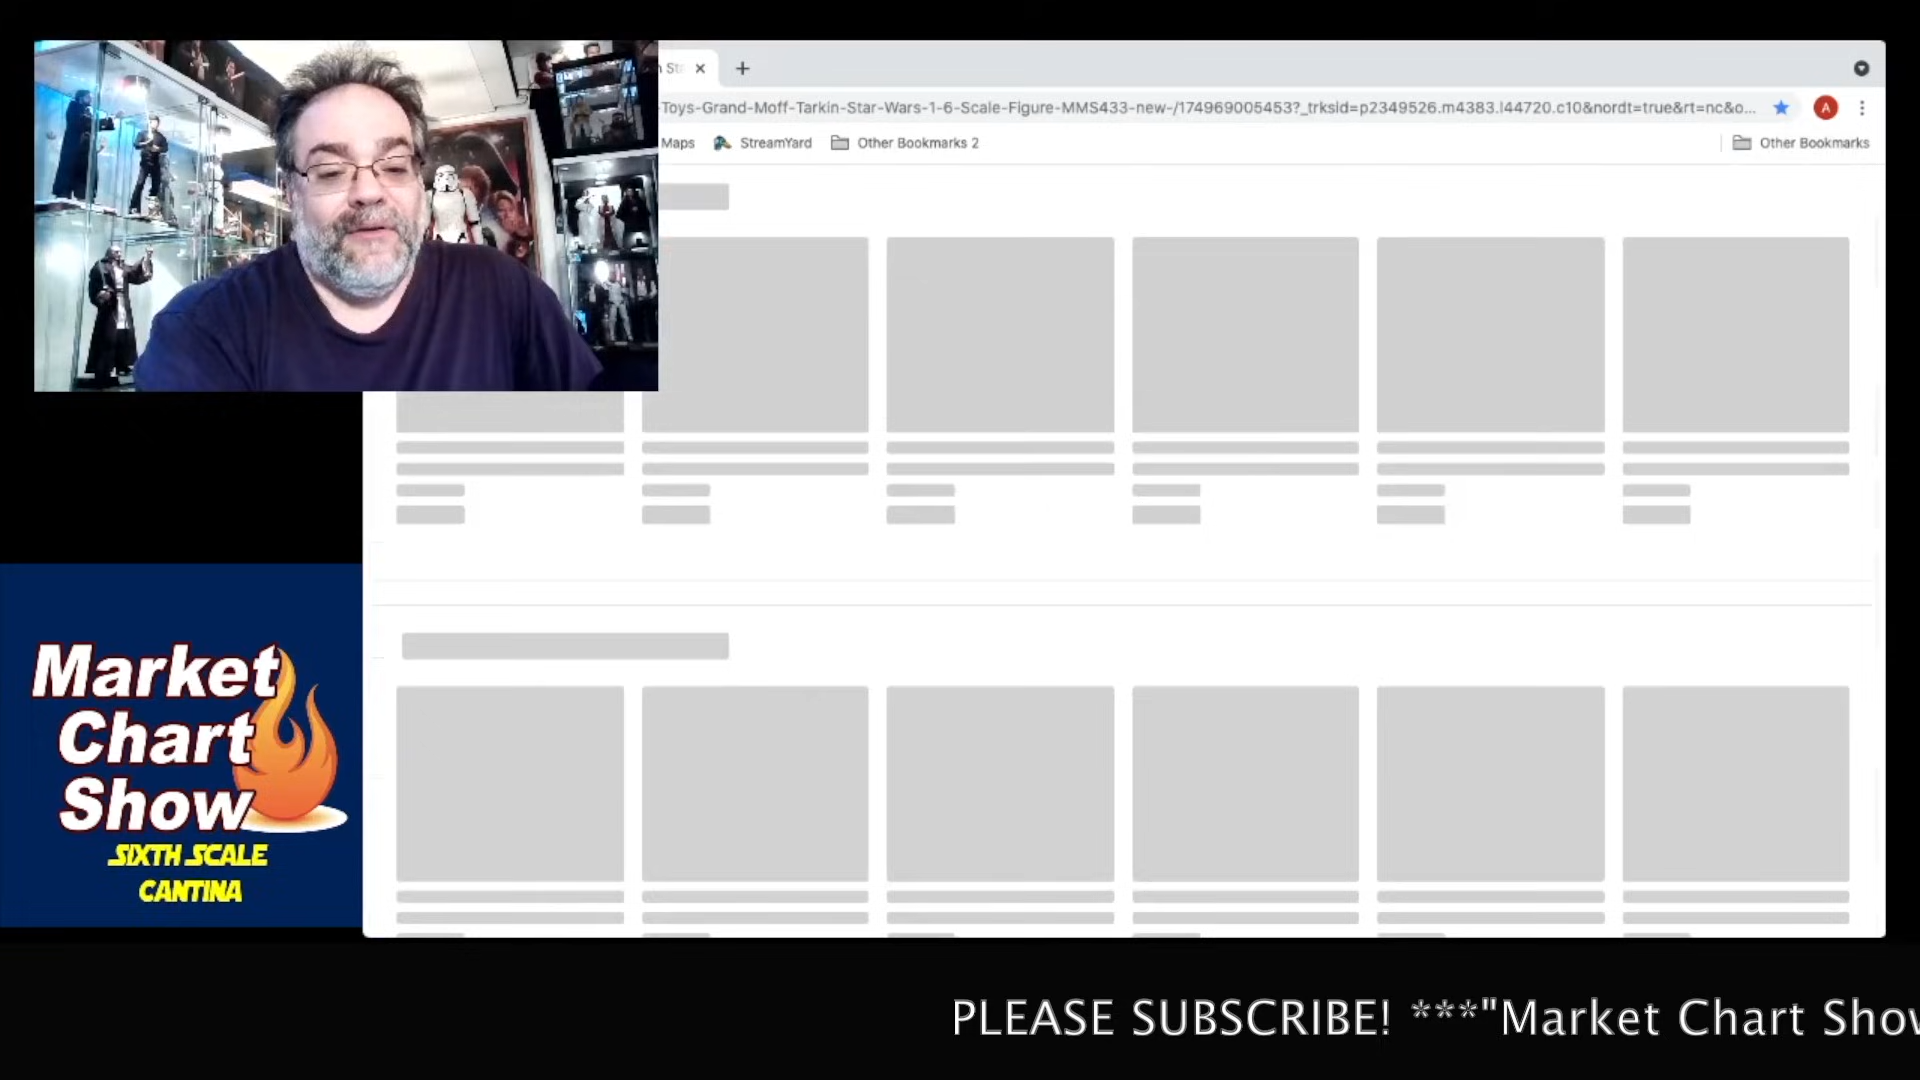 n St
Toys-Grand-Moff-Tarkin-Star-Wars-1-6-Scale-Figure-MMS433-new-/174969005453?_trksid=p2349526.m4383.l44720.c10&nordt=true&rt=nc&o...
A
Maps
StreamYard
Other Bookmarks 2
Other Bookmarks
Market
Chart
Show
SIXTH SCALE
CANTINA
PLEASE SUBSCRIBE! ***"Market Chart Show